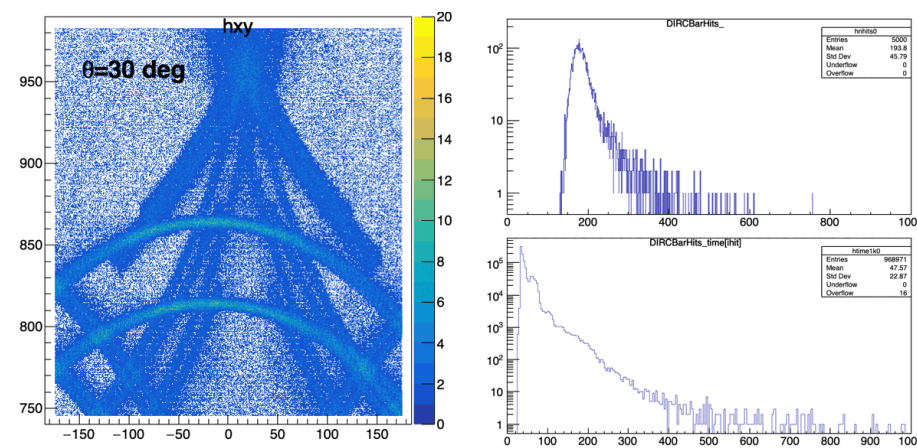 hxy
θ=30 deg
950
900
850
800
750
−150 −100 −50 0 50 100 150
20
18
16
14
12
10
8
6
4
2
0
DIRCBarHits_
hnhits0
Entries 5000
Mean 193.8
Std Dev 45.79
Underflow 0
Overflow 0
10²
10
1
0 200 400 600 800 100
DIRCBarHits_time[ihit]
htime1k0
Entries 968971
Mean 47.57
Std Dev 22.87
Underflow 0
Overflow 16
10⁵
10⁴
10³
10²
10
1
0 100 200 300 400 500 600 700 800 900 100